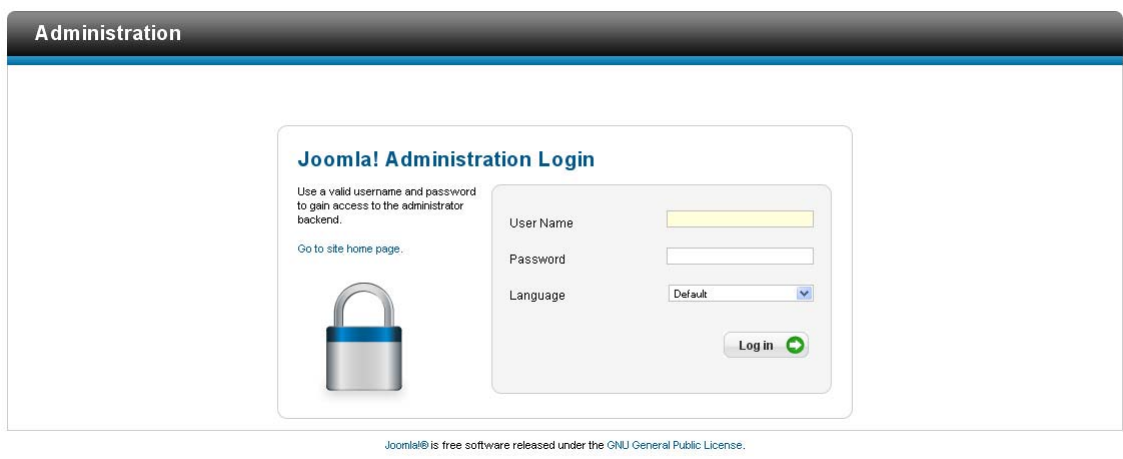 Administration
Joomla! Administration Login
Use a valid username and password
to gain access to the administrator
backend.
Go to site home page.
User Name
Password
Language
Default
Log in
Joomla!® is free software released under the GNU General Public License.